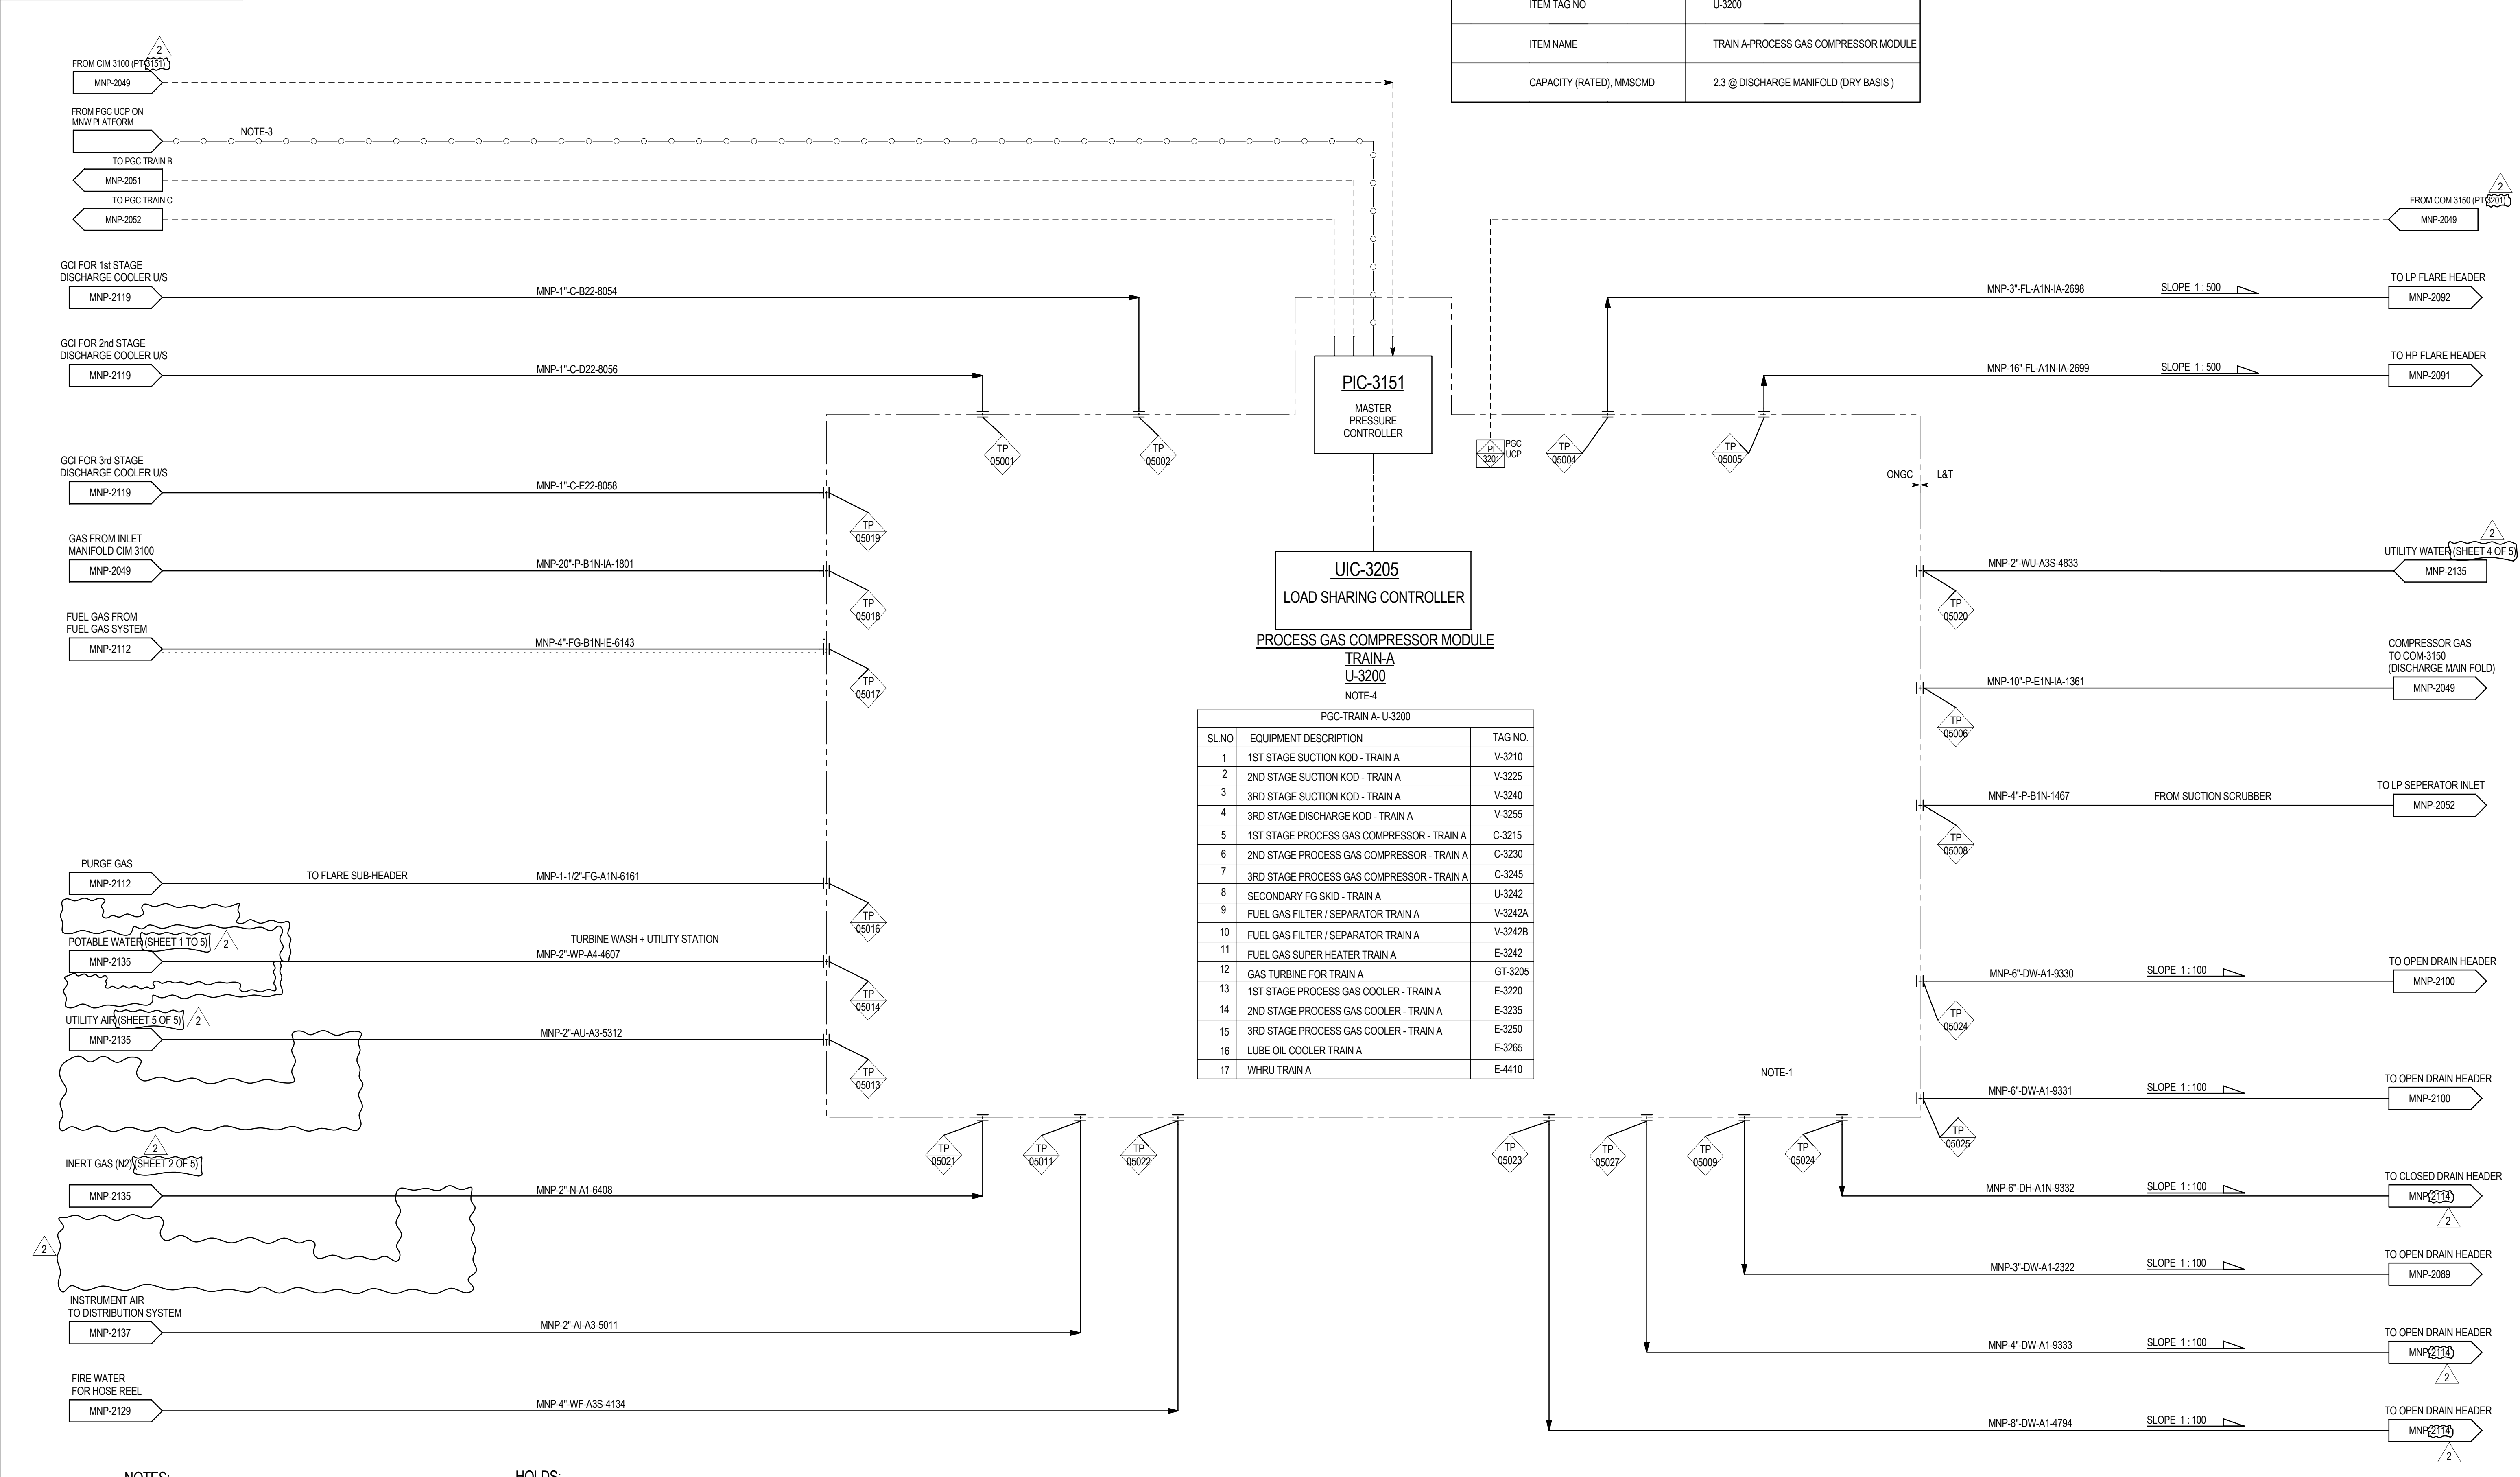 ITEM TAG NO
U-3200
ITEM NAME
TRAIN A-PROCESS GAS COMPRESSOR MODULE
CAPACITY (RATED), MMSCMD
2.3 @ DISCHARGE MANIFOLD (DRY BASIS )
2
FROM CIM 3100 (PT-3151)
MNP-2049
FROM PGC UCP ON
MNW PLATFORM
NOTE-3
TO PGC TRAIN B
MNP-2051
TO PGC TRAIN C
MNP-2052
GCI FOR 1st STAGE
DISCHARGE COOLER U/S
MNP-2119
MNP-1"-C-B22-8054
GCI FOR 2nd STAGE
DISCHARGE COOLER U/S
MNP-2119
MNP-1"-C-D22-8056
GCI FOR 3rd STAGE
DISCHARGE COOLER U/S
MNP-2119
MNP-1"-C-E22-8058
GAS FROM INLET
MANIFOLD CIM 3100
MNP-2049
MNP-20"-P-B1N-IA-1801
FUEL GAS FROM
FUEL GAS SYSTEM
MNP-2112
MNP-4"-FG-B1N-IE-6143
PURGE GAS
MNP-2112
TO FLARE SUB-HEADER
MNP-1-1/2"-FG-A1N-6161
POTABLE WATER (SHEET 1 TO 5)
2
MNP-2135
TURBINE WASH + UTILITY STATION
MNP-2"-WP-A4-4607
UTILITY AIR (SHEET 5 OF 5)
2
MNP-2135
MNP-2"-AU-A3-5312
2
INERT GAS (N2) (SHEET 2 OF 5)
MNP-2135
MNP-2"-N-A1-6408
2
INSTRUMENT AIR
TO DISTRIBUTION SYSTEM
MNP-2137
MNP-2"-AI-A3-5011
FIRE WATER
FOR HOSE REEL
MNP-2129
MNP-4"-WF-A3S-4134
TP
05001
TP
05002
TP
05019
TP
05018
TP
05017
TP
05016
TP
05014
TP
05013
TP
05021
TP
05011
TP
05022
PIC-3151
MASTER
PRESSURE
CONTROLLER
PI
3201
PGC
UCP
TP
05004
TP
05005
UIC-3205
LOAD SHARING CONTROLLER
PROCESS GAS COMPRESSOR MODULE
TRAIN-A
U-3200
NOTE-4
PGC-TRAIN A- U-3200
SL.NO EQUIPMENT DESCRIPTION TAG NO.
1 1ST STAGE SUCTION KOD - TRAIN A V-3210
2 2ND STAGE SUCTION KOD - TRAIN A V-3225
3 3RD STAGE SUCTION KOD - TRAIN A V-3240
4 3RD STAGE DISCHARGE KOD - TRAIN A V-3255
5 1ST STAGE PROCESS GAS COMPRESSOR - TRAIN A C-3215
6 2ND STAGE PROCESS GAS COMPRESSOR - TRAIN A C-3230
7 3RD STAGE PROCESS GAS COMPRESSOR - TRAIN A C-3245
8 SECONDARY FG SKID - TRAIN A U-3242
9 FUEL GAS FILTER / SEPARATOR TRAIN A V-3242A
10 FUEL GAS FILTER / SEPARATOR TRAIN A V-3242B
11 FUEL GAS SUPER HEATER TRAIN A E-3242
12 GAS TURBINE FOR TRAIN A GT-3205
13 1ST STAGE PROCESS GAS COOLER - TRAIN A E-3220
14 2ND STAGE PROCESS GAS COOLER - TRAIN A E-3235
15 3RD STAGE PROCESS GAS COOLER - TRAIN A E-3250
16 LUBE OIL COOLER TRAIN A E-3265
17 WHRU TRAIN A E-4410
NOTE-1
TP
05023
TP
05027
TP
05009
TP
05024
2
FROM COM 3150 (PT-3201)
MNP-2049
TO LP FLARE HEADER
MNP-3"-FL-A1N-IA-2698
SLOPE 1 : 500
MNP-2092
TO HP FLARE HEADER
MNP-16"-FL-A1N-IA-2699
SLOPE 1 : 500
MNP-2091
ONGC
L&T
2
UTILITY WATER (SHEET 4 OF 5)
MNP-2"-WU-A3S-4833
MNP-2135
TP
05020
COMPRESSOR GAS
TO COM-3150
(DISCHARGE MAIN FOLD)
MNP-10"-P-E1N-IA-1361
MNP-2049
TP
05006
TO LP SEPERATOR INLET
MNP-4"-P-B1N-1467
FROM SUCTION SCRUBBER
MNP-2052
TP
05008
TO OPEN DRAIN HEADER
MNP-6"-DW-A1-9330
SLOPE 1 : 100
MNP-2100
TP
05024
TO OPEN DRAIN HEADER
MNP-6"-DW-A1-9331
SLOPE 1 : 100
MNP-2100
TP
05025
TO CLOSED DRAIN HEADER
MNP-6"-DH-A1N-9332
SLOPE 1 : 100
MNP-2114
2
TO OPEN DRAIN HEADER
MNP-3"-DW-A1-2322
SLOPE 1 : 100
MNP-2089
TO OPEN DRAIN HEADER
MNP-4"-DW-A1-9333
SLOPE 1 : 100
MNP-2114
2
TO OPEN DRAIN HEADER
MNP-8"-DW-A1-4794
SLOPE 1 : 100
MNP-2114
2
NOTES:
HOLDS: